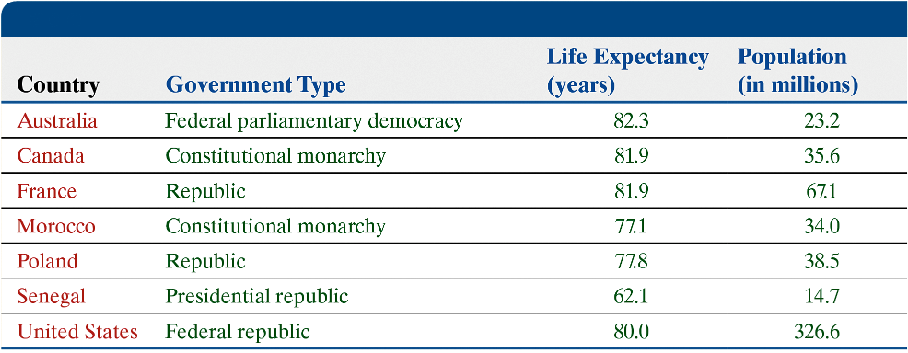 Country Government Type Life Expectancy (years) Population (in millions)
Australia Federal parliamentary democracy 82.3 23.2
Canada Constitutional monarchy 81.9 35.6
France Republic 81.9 67.1
Morocco Constitutional monarchy 77.1 34.0
Poland Republic 77.8 38.5
Senegal Presidential republic 62.1 14.7
United States Federal republic 80.0 326.6